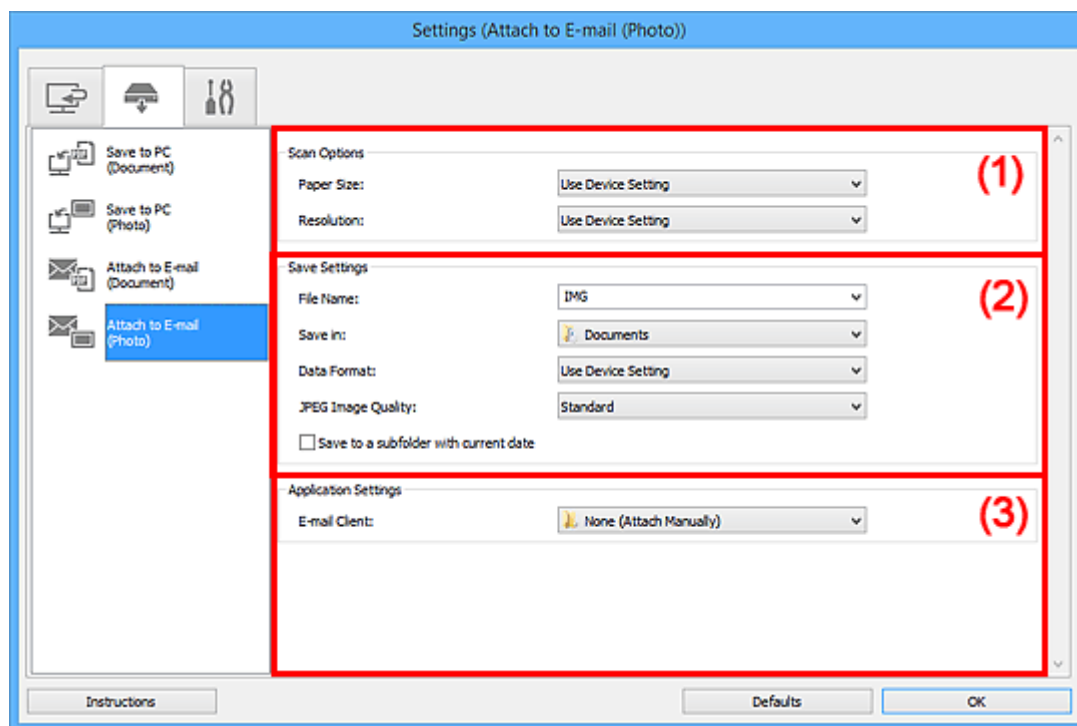 Settings (Attach to E-mail (Photo))
Save to PC
(Document)
Save to PC
(Photo)
Attach to E-mail
(Document)
Attach to E-mail
(Photo)
Scan Options
(1)
Paper Size:
Use Device Setting
Resolution:
Use Device Setting
Save Settings
(2)
File Name:
IMG
Save in:
Documents
Data Format:
Use Device Setting
JPEG Image Quality:
Standard
Save to a subfolder with current date
Application Settings
(3)
E-mail Client:
None (Attach Manually)
Instructions
Defaults
OK